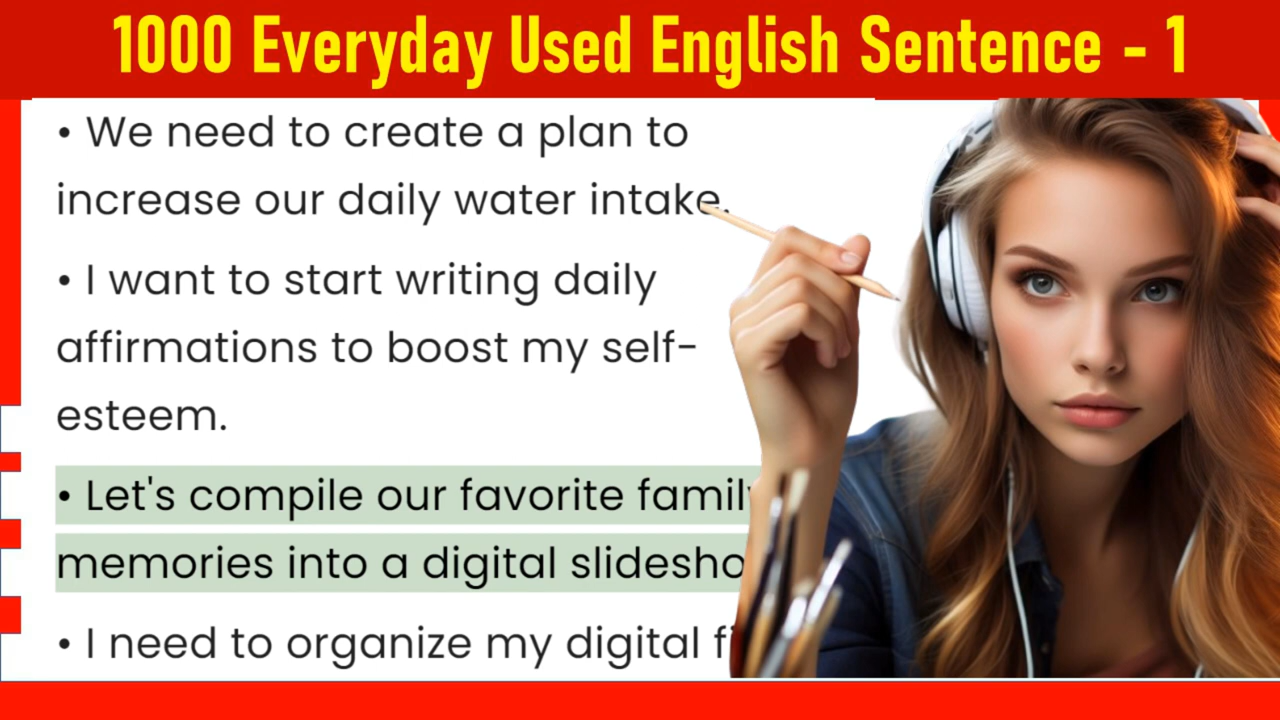 1000 Everyday Used English Sentence - 1
• We need to create a plan to
increase our daily water intake.
• I want to start writing daily
affirmations to boost my self-
esteem.
• Let's compile our favorite family
memories into a digital
• I need to organize my digital